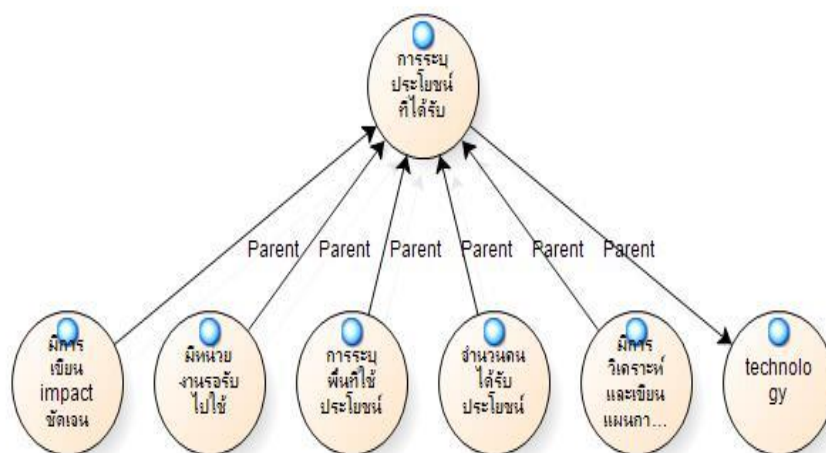 การระบุ
ประโยชน์
ที่ได้รับ
Parent
Parent
Parent
Parent
Parent
Parent
มีการ
เขียน
impact
ชัดเจน
มีหน่วย
งานรอรับ
ไปใช้
การระบุ
พื้นที่ใช้
ประโยชน์
จำนวนคน
ได้รับ
ประโยชน์
มีการ
วิเคราะห์
และเขียน
แผนกา...
technolo
gy